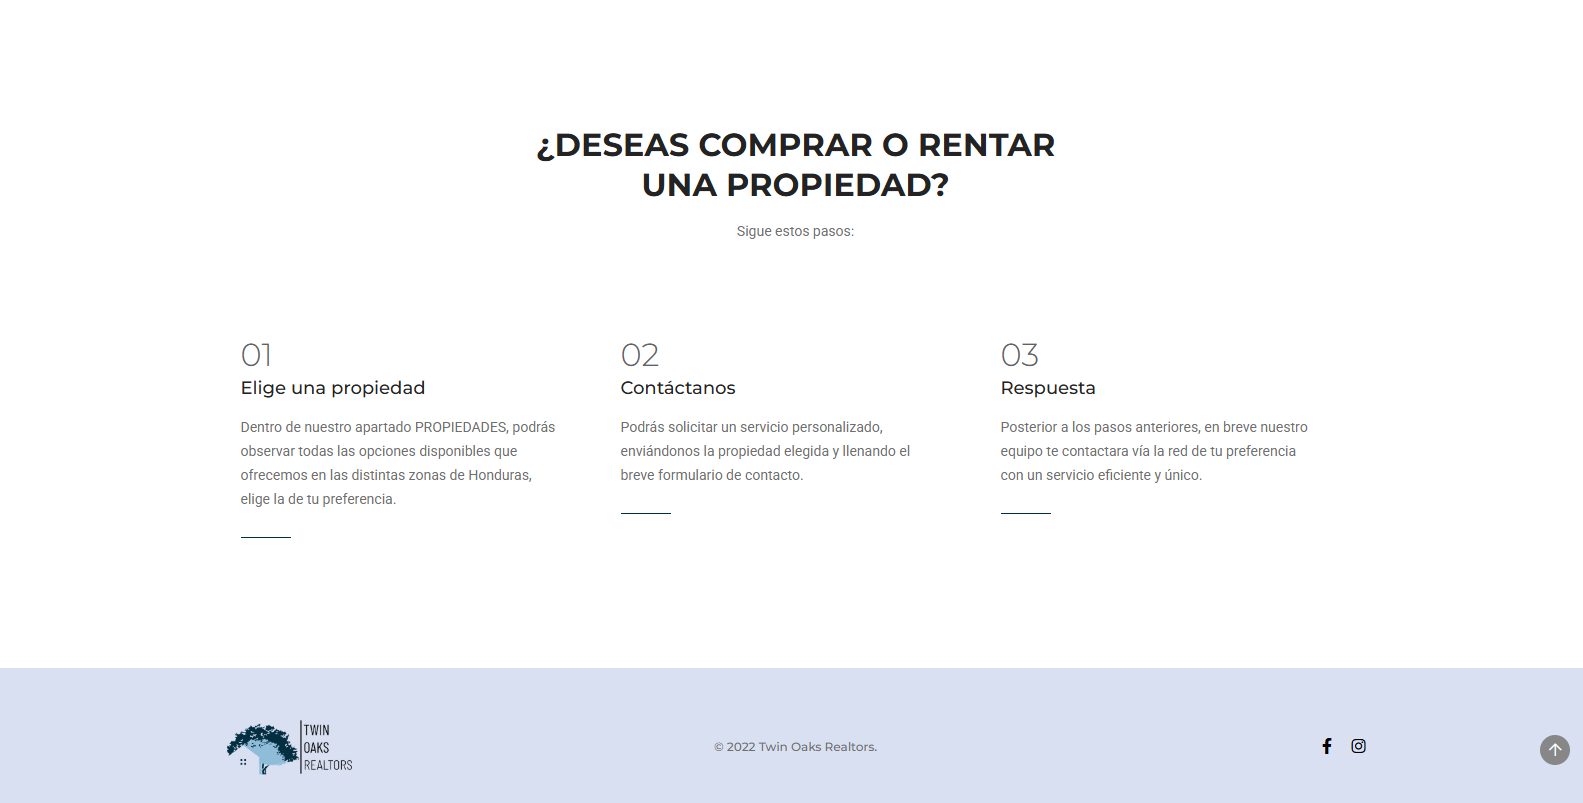 ¿DESEAS COMPRAR O RENTAR
UNA PROPIEDAD?
Sigue estos pasos:
01
Elige una propiedad
Dentro de nuestro apartado PROPIEDADES, podrás
observar todas las opciones disponibles que
ofrecemos en las distintas zonas de Honduras,
elige la de tu preferencia.
02
Contáctanos
Podrás solicitar un servicio personalizado,
enviándonos la propiedad elegida y llenando el
breve formulario de contacto.
03
Respuesta
Posterior a los pasos anteriores, en breve nuestro
equipo te contactara vía la red de tu preferencia
con un servicio eficiente y único.
TWIN
OAKS
REALTORS
© 2022 Twin Oaks Realtors.